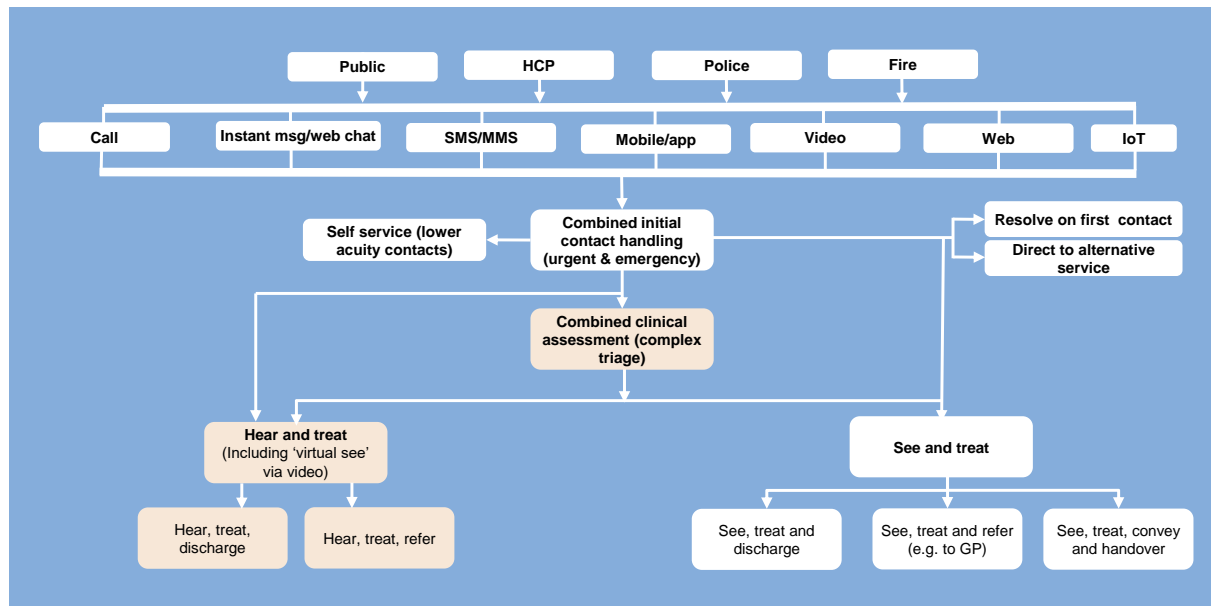 Public
HCP
Police
Fire
Call
Instant msg/web chat
SMS/MMS
Mobile/app
Video
Web
IoT
Self service (lower
acuity contacts)
Combined initial
contact handling
(urgent & emergency)
Resolve on first contact
Direct to alternative
service
Combined clinical
assessment (complex
triage)
Hear and treat
(Including ‘virtual see’
via video)
See and treat
Hear, treat,
discharge
Hear, treat, refer
See, treat and
discharge
See, treat and refer
(e.g. to GP)
See, treat, convey
and handover